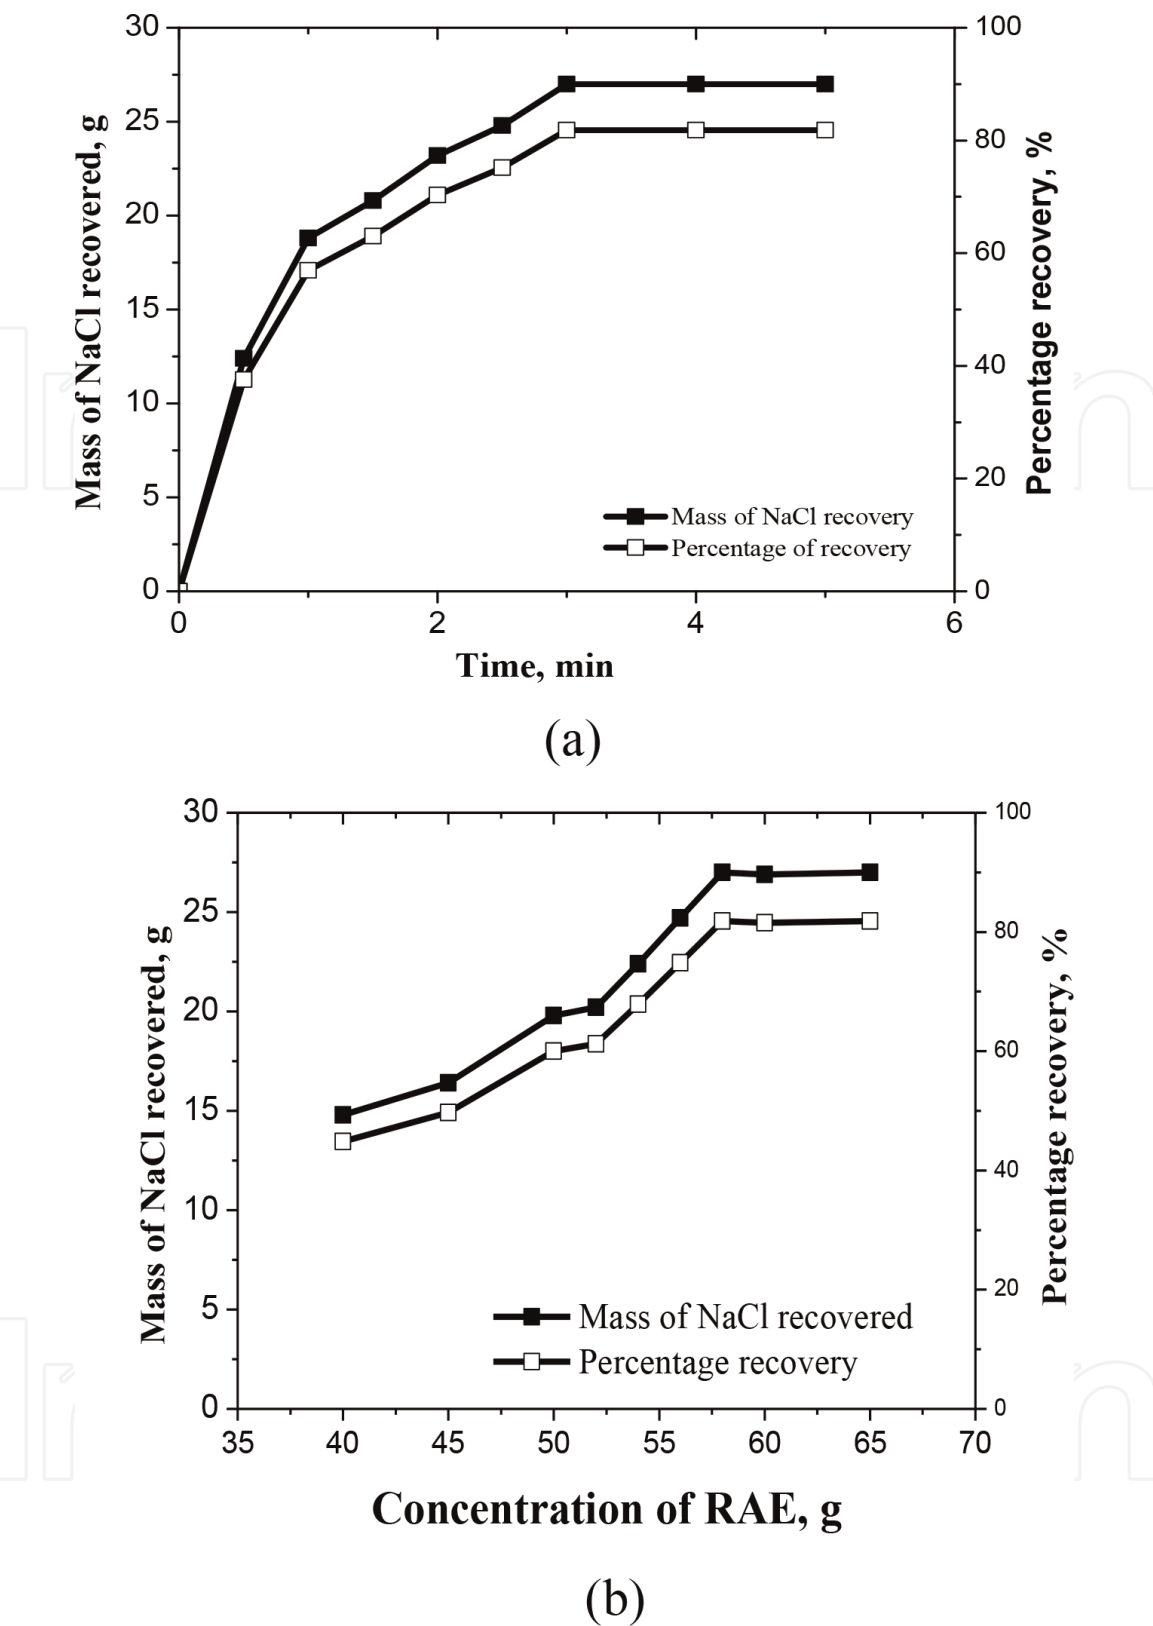 30
25
20
15
10
5
0
Mass of NaCl recovered, g
100
80
60
40
20
0
Percentage recovery, %
Mass of NaCl recovery
Percentage of recovery
0 2 4 6
Time, min
(a)
30
25
20
15
10
5
0
Mass of NaCl recovered, g
100
80
60
40
20
0
Percentage recovery, %
Mass of NaCl recovered
Percentage recovery
35 40 45 50 55 60 65 70
Concentration of RAE, g
(b)